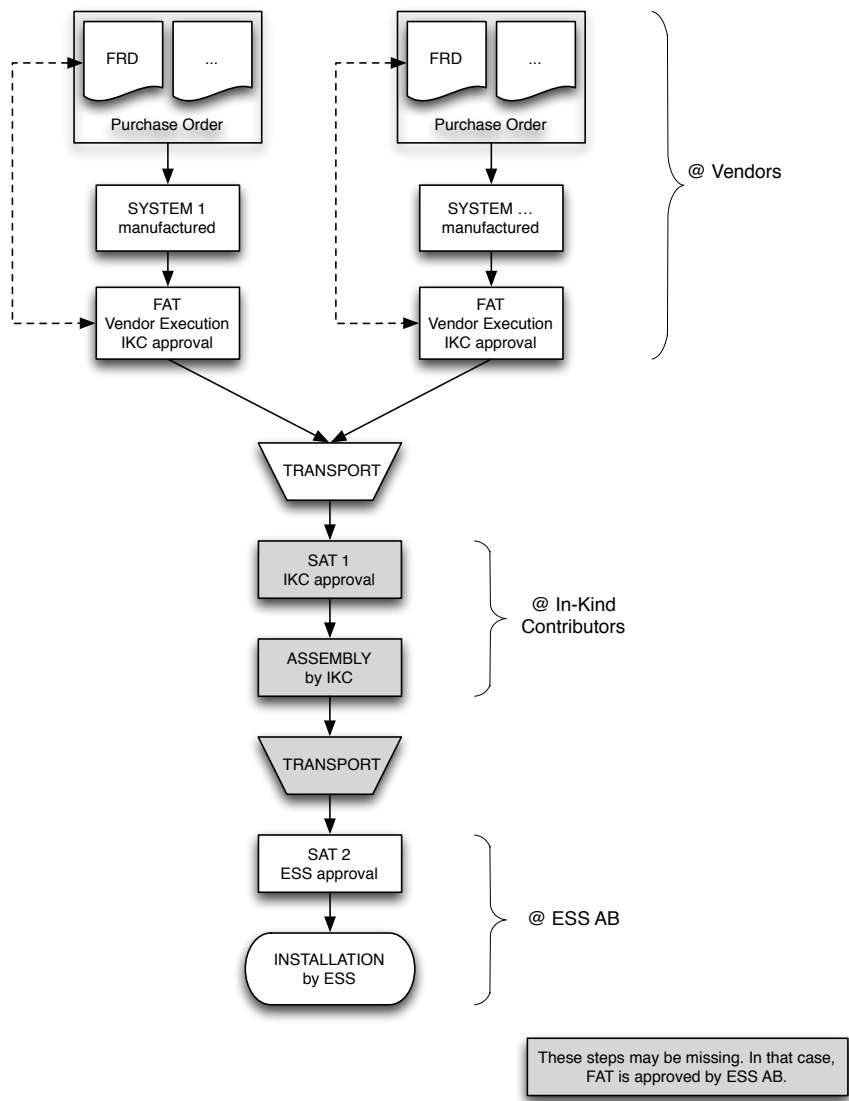 FRD
...
Purchase Order
FRD
...
Purchase Order
@ Vendors
SYSTEM 1
manufactured
SYSTEM ...
manufactured
FAT
Vendor Execution
IKC approval
FAT
Vendor Execution
IKC approval
TRANSPORT
SAT 1
IKC approval
@ In-Kind
Contributors
ASSEMBLY
by IKC
TRANSPORT
SAT 2
ESS approval
@ ESS AB
INSTALLATION
by ESS
These steps may be missing. In that case,
FAT is approved by ESS AB.